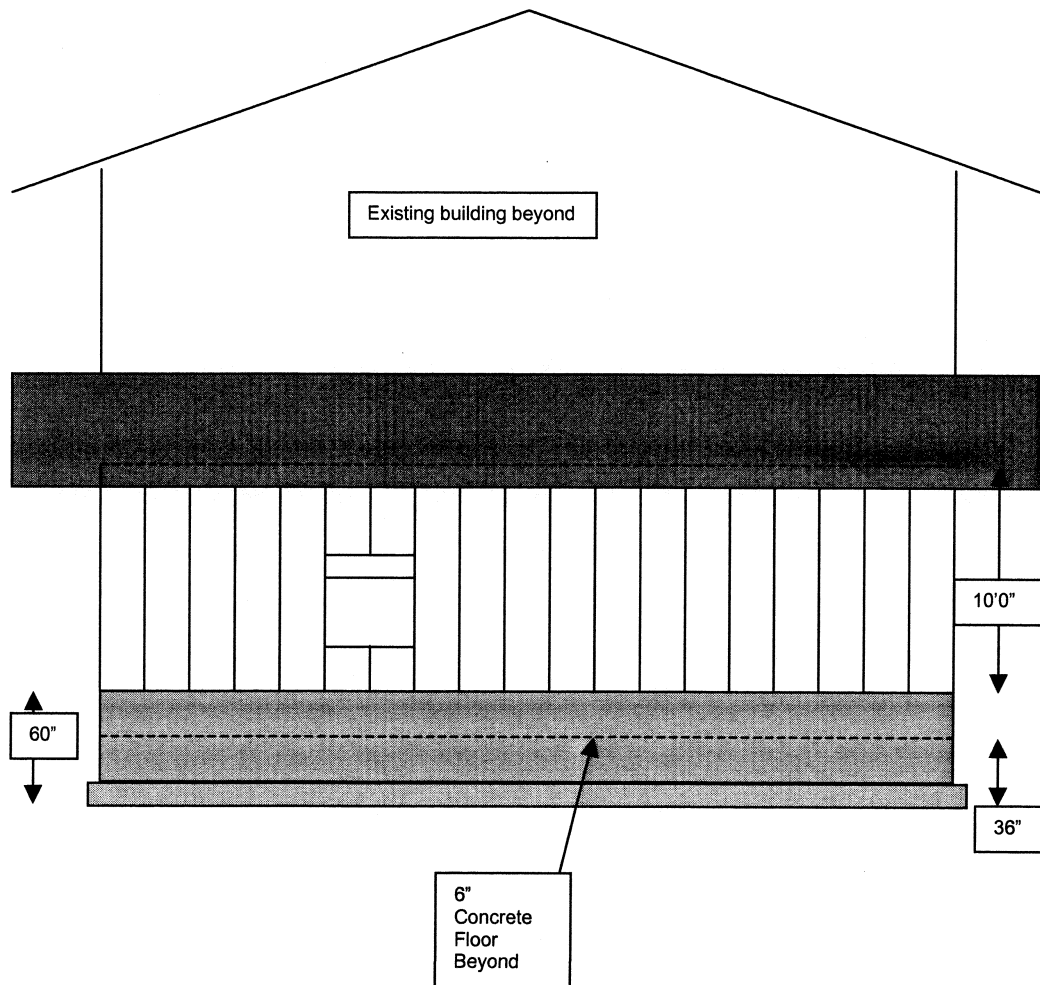 Existing building beyond
10'0”
60”
36”
6”
Concrete
Floor
Beyond